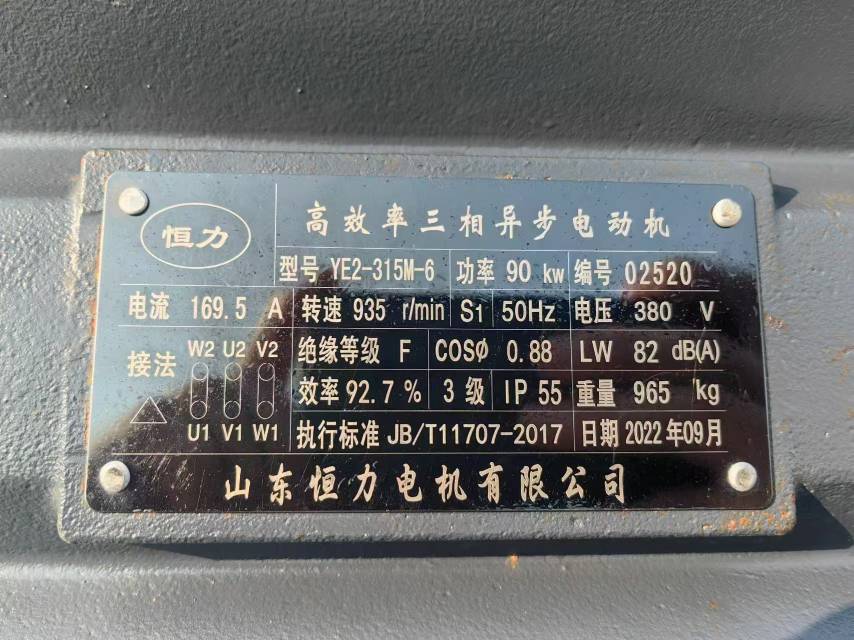 恒力
高效率三相异步电动机
型号 YE2-315M-6 功率 90 kw 编号 02520
电流 169.5 A 转速 935 r/min S1 50Hz 电压 380 V
接法 W2 U2 V2 绝缘等级 F COSØ 0.88 LW 82 dB(A)
△ U1 V1 W1 效率 92.7 % 3 级 IP 55 重量 965 kg
执行标准 JB/T11707-2017 日期 2022年09月
山东恒力电机有限公司